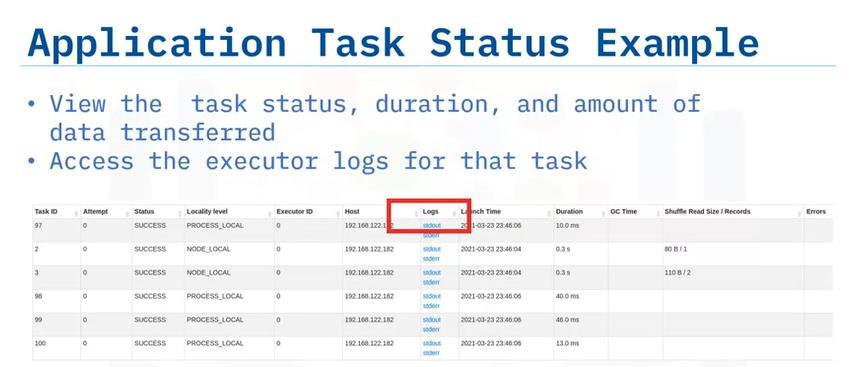 Application Task Status Example
• View the task status, duration, and amount of
data transferred
• Access the executor logs for that task
Task ID Attempt Status Locality level Executor ID Host Logs Launch Time Duration GC Time Shuffle Read Size / Records Errors
97 0 SUCCESS PROCESS_LOCAL 0 192.168.122.182 stdout 2021-03-23 23:46:06 10.0 ms
stderr
2 0 SUCCESS NODE_LOCAL 0 192.168.122.182 stdout 2021-03-23 23:46:04 0.3 s 80 B / 1
stderr
3 0 SUCCESS NODE_LOCAL 0 192.168.122.182 stdout 2021-03-23 23:46:04 0.3 s 110 B / 2
stderr
98 0 SUCCESS PROCESS_LOCAL 0 192.168.122.182 stdout 2021-03-23 23:46:06 40.0 ms
stderr
99 0 SUCCESS PROCESS_LOCAL 0 192.168.122.182 stdout 2021-03-23 23:46:06 46.0 ms
stderr
100 0 SUCCESS PROCESS_LOCAL 0 192.168.122.182 stdout 2021-03-23 23:46:06 13.0 ms
stderr